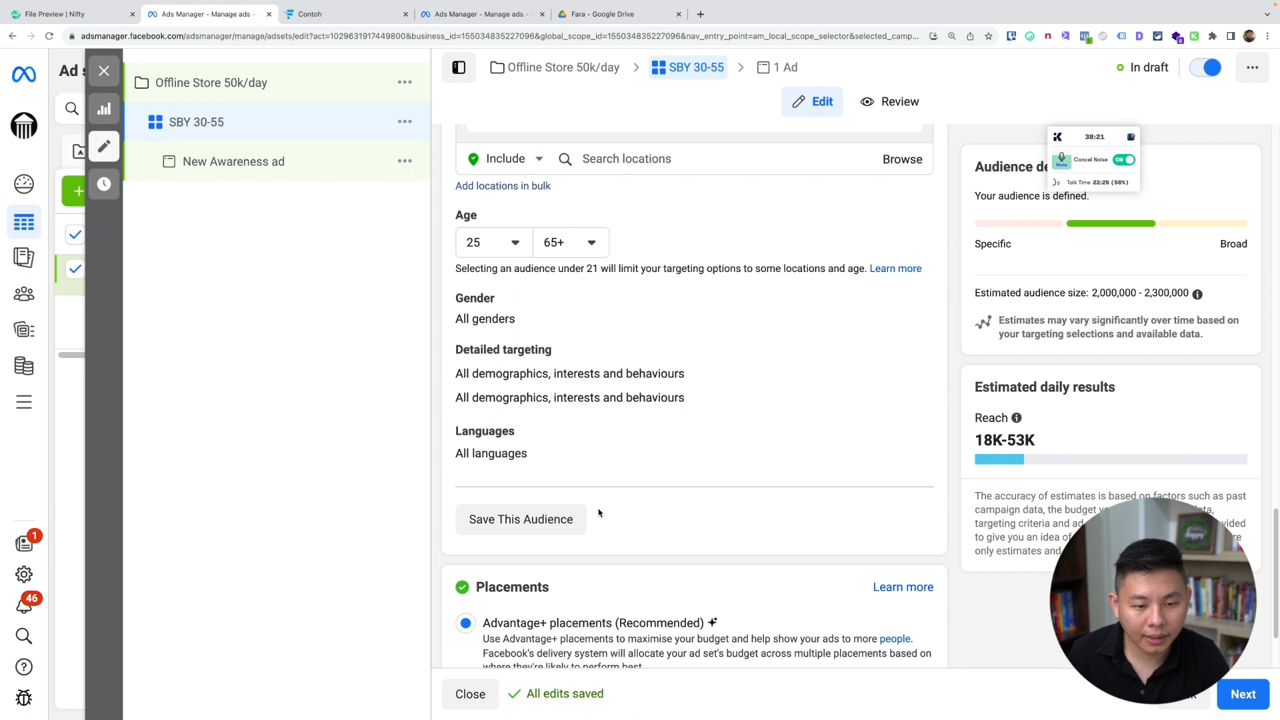 File Preview | Nifty
Ads Manager - Manage ads -
Contoh
Ads Manager - Manage ads -
Fara - Google Drive
adsmanager.facebook.com/adsmanager/manage/adsets/edit?act=1029631917449800&business_id=155034835227096&global_scope_id=155034835227096&nav_entry_point=am_local_scope_selector&selected_camp...
Ad s
Offline Store 50k/day
SBY 30-55
New Awareness ad
Offline Store 50k/day
SBY 30-55
1 Ad
In draft
Edit
Review
Include
Search locations
Browse
Add locations in bulk
Age
25
65+
Selecting an audience under 21 will limit your targeting options to some locations and age. Learn more
Gender
All genders
Detailed targeting
All demographics, interests and behaviours
All demographics, interests and behaviours
Languages
All languages
Save This Audience
Placements
Learn more
Advantage+ placements (Recommended)
Use Advantage+ placements to maximise your budget and help show your ads to more people.
Facebook's delivery system will allocate your ad set's budget across multiple placements based on
where they're likely to perform best.
Close
All edits saved
Next
38:21
Mute
Cancel Noise
ON
Talk Time 22:25 (58%)
Audience de
Your audience is defined.
Specific
Broad
Estimated audience size: 2,000,000 - 2,300,000
Estimates may vary significantly over time based on
your targeting selections and available data.
Estimated daily results
Reach
18K-53K
The accuracy of estimates is based on factors such as past
campaign data, the budget yo
targeting criteria and ad
vided
to give you an idea of
only estimates and
1
46